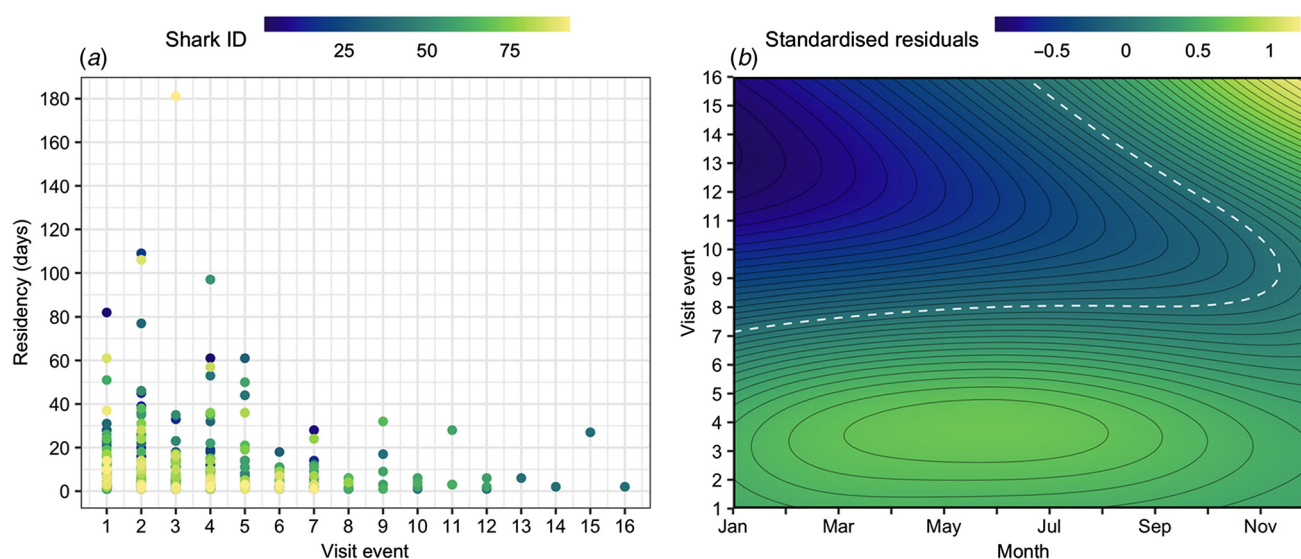 Shark ID
25 50 75
Standardised residuals
−0.5 0 0.5 1
(a)
180
160
140
120
100
80
60
40
20
0
Residency (days)
1 2 3 4 5 6 7 8 9 10 11 12 13 14 15 16
Visit event
(b)
16
15
14
13
12
11
10
9
8
7
6
5
4
3
2
1
Visit event
Jan Mar May Jul Sep Nov
Month